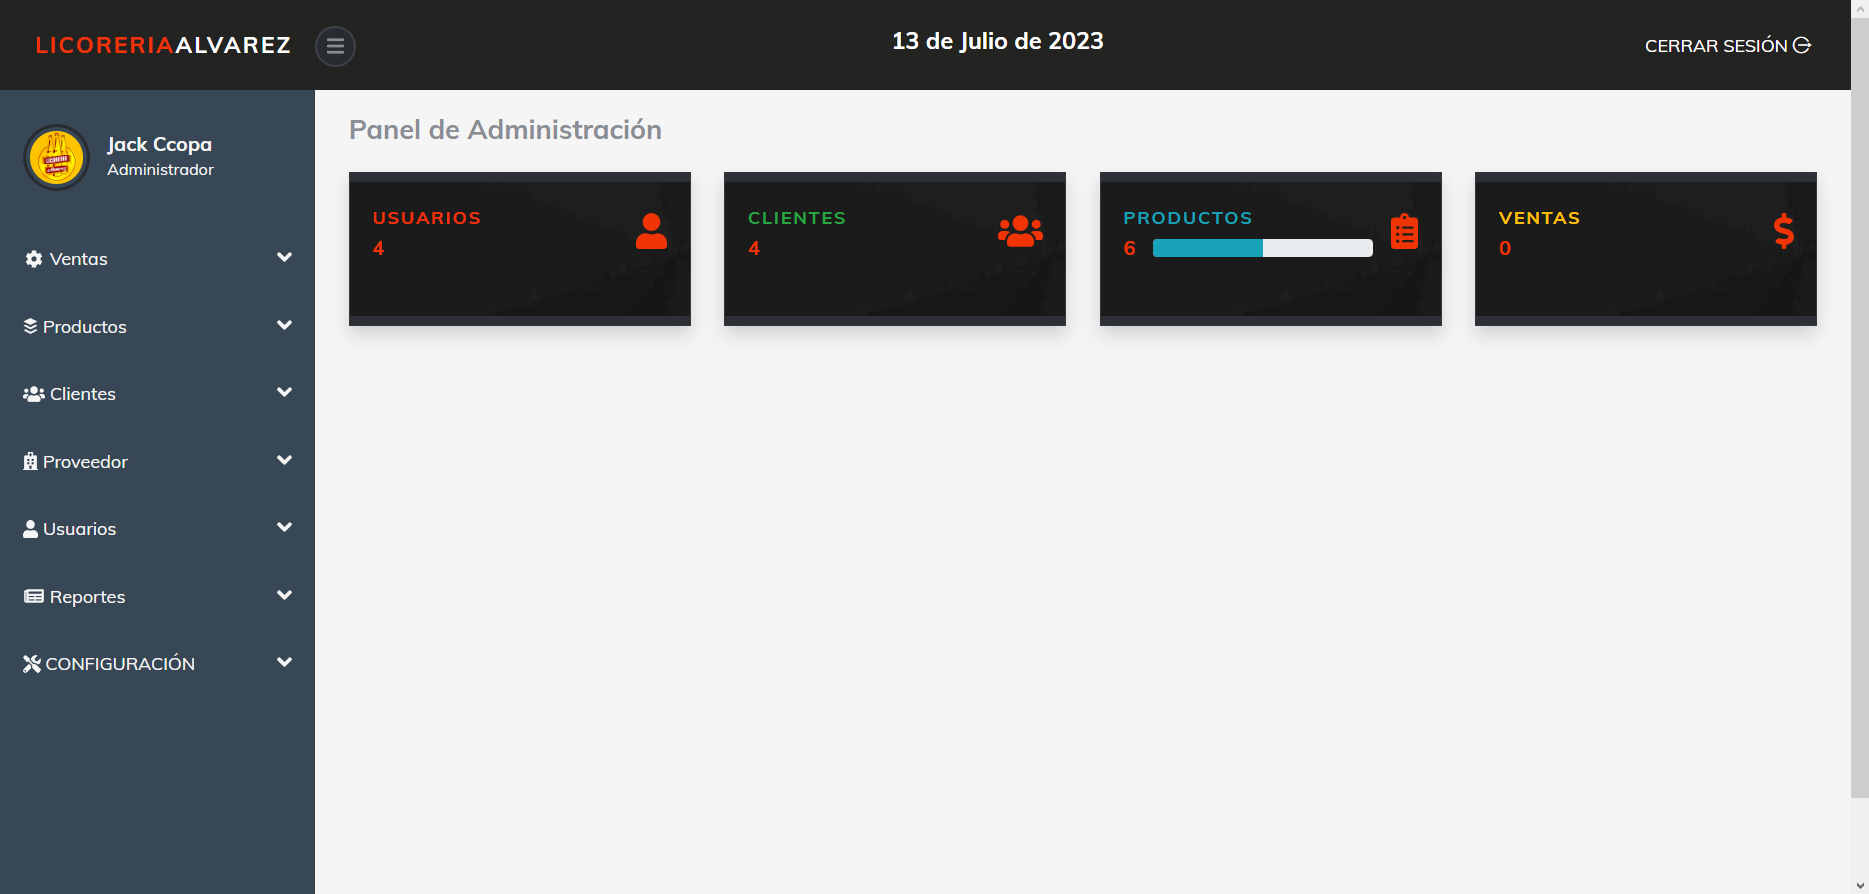 LICORERIAALVAREZ
13 de Julio de 2023
CERRAR SESIÓN
Jack Ccopa
Administrador
Ventas
Productos
Clientes
Proveedor
Usuarios
Reportes
CONFIGURACIÓN
Panel de Administración
USUARIOS
4
CLIENTES
4
PRODUCTOS
6
VENTAS
0